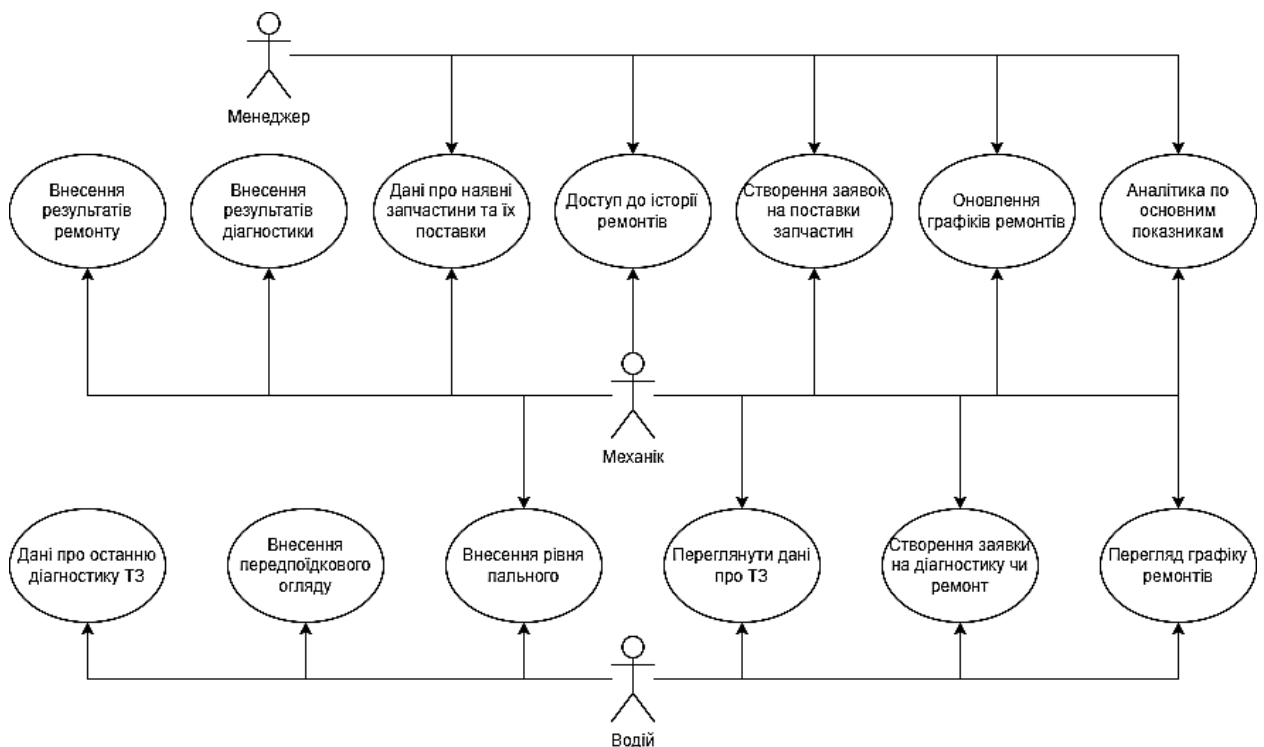 Менеджер
Внесення
результатів
ремонту
Внесення
результатів
діагностики
Дані про наявні
запчастини та їх
поставки
Доступ до історії
ремонтів
Створення заявок
на поставки
запчастин
Оновлення
графіків ремонтів
Аналітика по
основним
показникам
Механік
Дані про останню
діагностику ТЗ
Внесення
передпоїдкового
огляду
Внесення рівня
пального
Переглянути дані
про ТЗ
Створення заявки
на діагностику чи
ремонт
Перегляд графіку
ремонтів
Водій